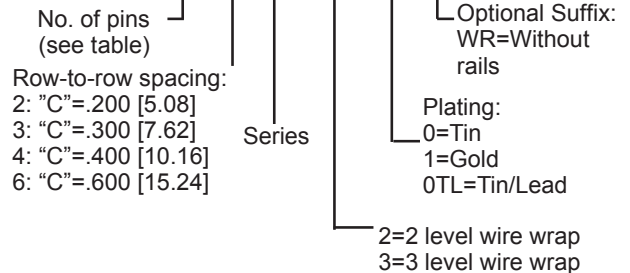 No. of pins
(see table)
Row-to-row spacing:
2: ”C”=.200 [5.08]
3: “C”=.300 [7.62]
4: “C”=.400 [10.16]
6: “C”=.600 [15.24]
Series
Optional Suffix:
WR=Without
rails
Plating:
0=Tin
1=Gold
0TL=Tin/Lead
2=2 level wire wrap
3=3 level wire wrap